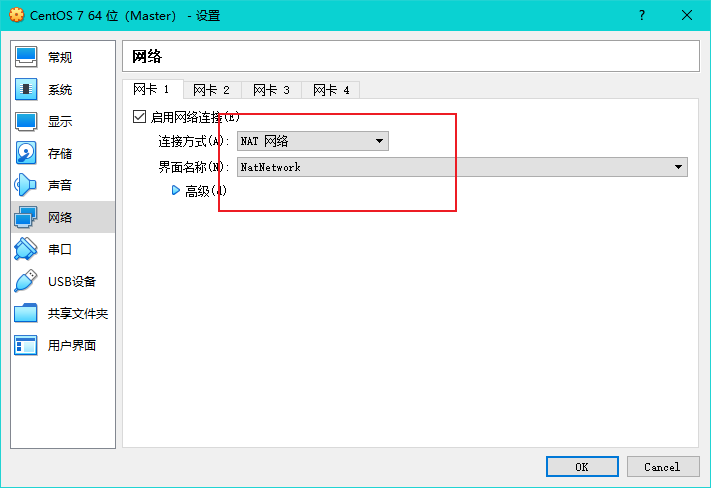 CentOS 7 64 位（Master） - 设置
?
常规
系统
显示
存储
声音
网络
串口
USB设备
共享文件夹
用户界面
网络
网卡 1 网卡 2 网卡 3 网卡 4
启用网络连接(E)
连接方式(A): NAT 网络
界面名称(N): NatNetwork
高级(d)
OK Cancel